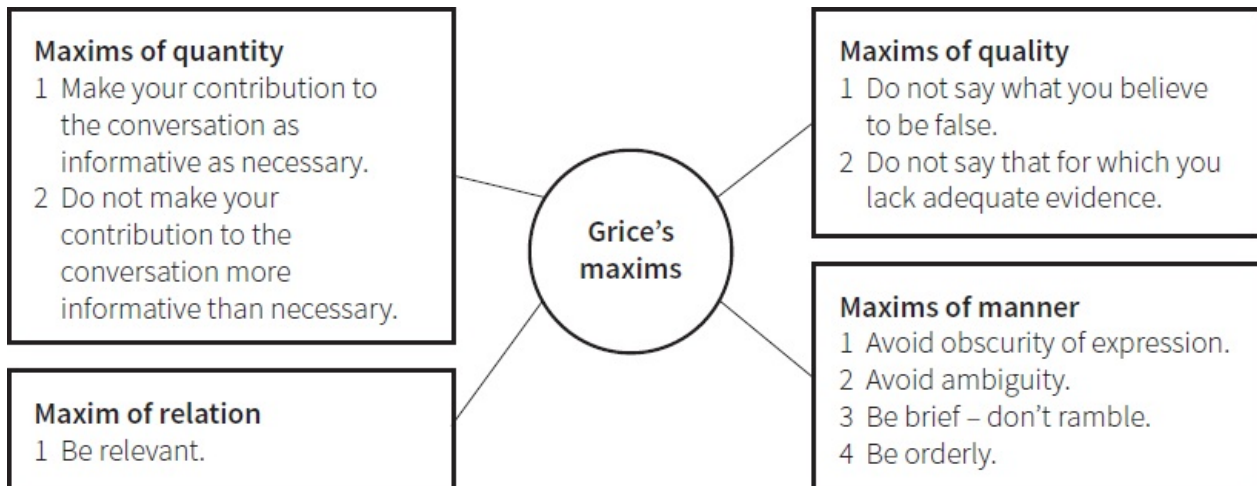 Maxims of quantity
1 Make your contribution to
the conversation as
informative as necessary.
2 Do not make your
contribution to the
conversation more
informative than necessary.
Maxim of relation
1 Be relevant.
Grice’s
maxims
Maxims of quality
1 Do not say what you believe
to be false.
2 Do not say that for which you
lack adequate evidence.
Maxims of manner
1 Avoid obscurity of expression.
2 Avoid ambiguity.
3 Be brief – don’t ramble.
4 Be orderly.